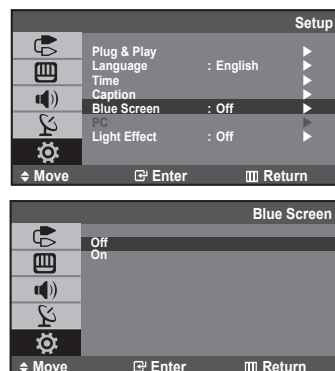 Setup
Plug & Play
Language : English
Time
Caption
Blue Screen : Off
PC
Light Effect : Off
Move Enter Return
Blue Screen
Off
On
Move Enter Return